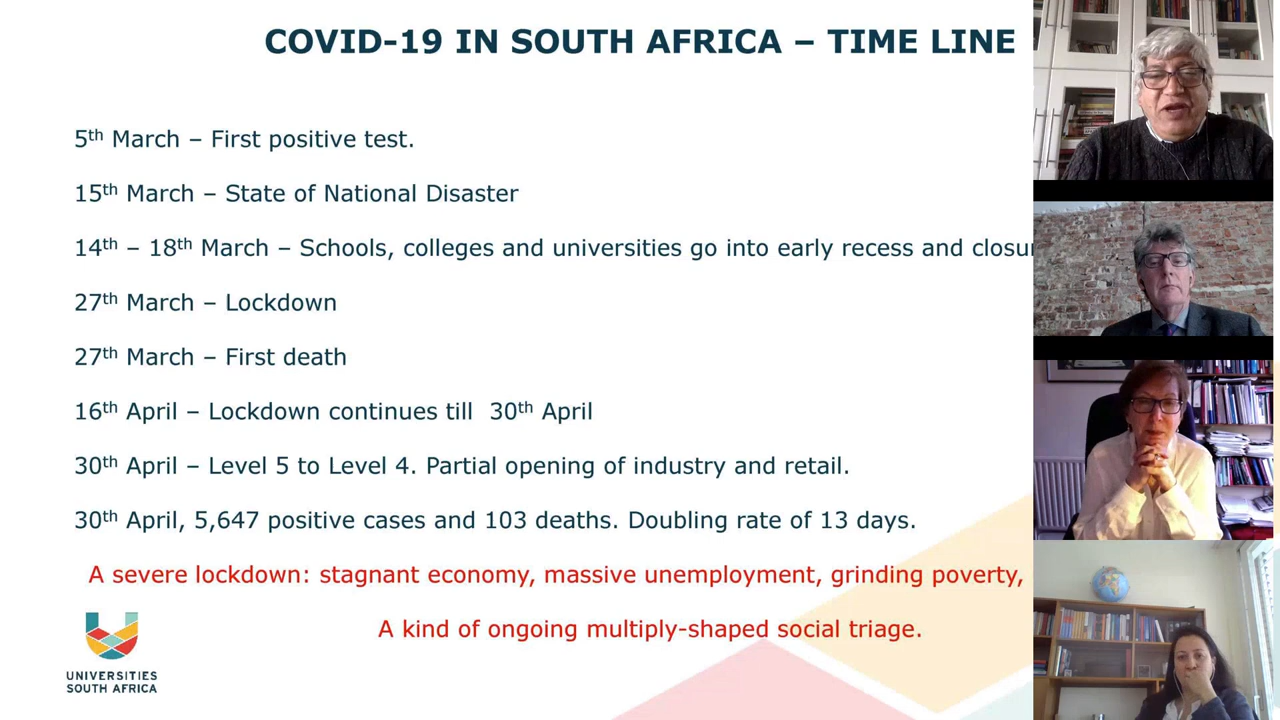 COVID-19 IN SOUTH AFRICA – TIME LINE
5th March – First positive test.
15th March – State of National Disaster
14th – 18th March – Schools, colleges and universities go into early recess and closu
27th March – Lockdown
27th March – First death
16th April – Lockdown continues till 30th April
30th April – Level 5 to Level 4. Partial opening of industry and retail.
30th April, 5,647 positive cases and 103 deaths. Doubling rate of 13 days.
A severe lockdown: stagnant economy, massive unemployment, grinding poverty,
A kind of ongoing multiply-shaped social triage.
UNIVERSITIES
SOUTH AFRICA